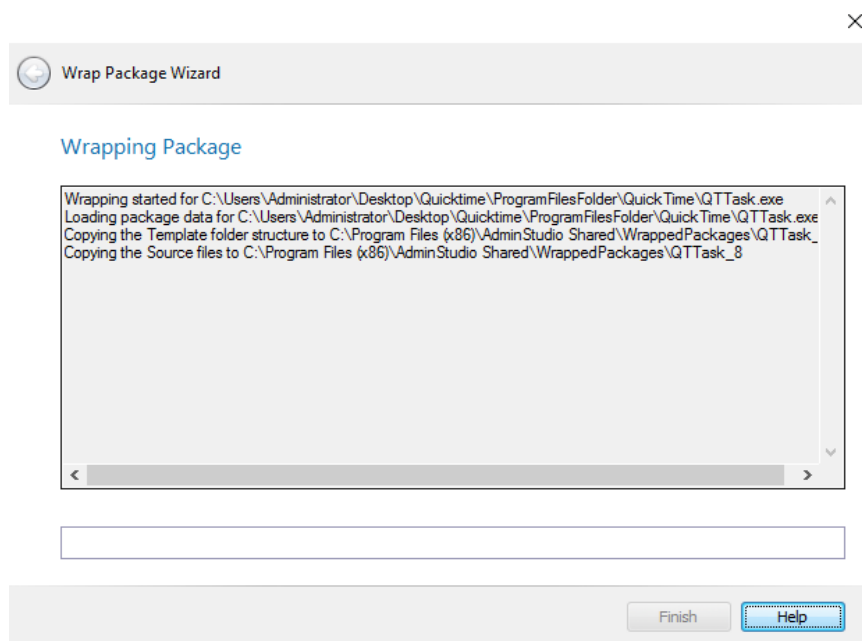 Wrap Package Wizard
Wrapping Package
Wrapping started for C:\Users\Administrator\Desktop\Quicktime\ProgramFilesFolder\QuickTime\QTTask.exe
Loading package data for C:\Users\Administrator\Desktop\Quicktime\ProgramFilesFolder\QuickTime\QTTask.exe
Copying the Template folder structure to C:\Program Files (x86)\AdminStudio Shared\WrappedPackages\QTTask_
Copying the Source files to C:\Program Files (x86)\AdminStudio Shared\WrappedPackages\QTTask_8
Finish
Help